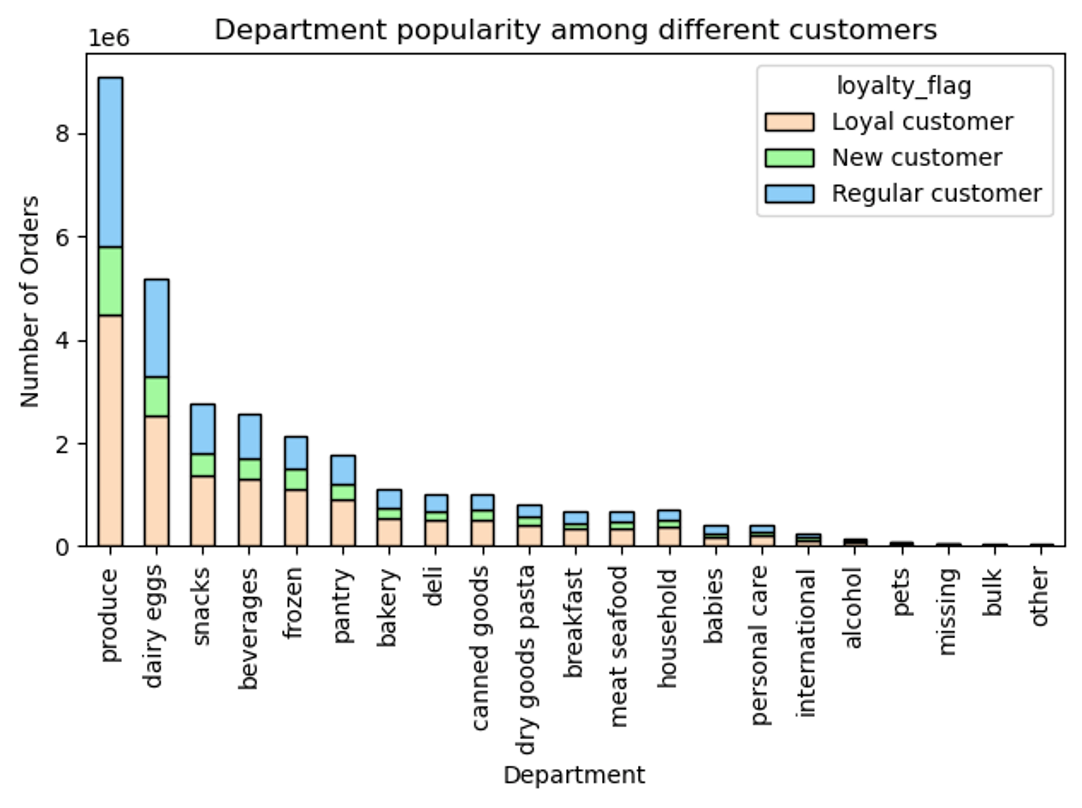 Department popularity among different customers
1e6
loyalty_flag
Loyal customer
New customer
Regular customer
8
6
4
2
0
Number of Orders
produce
dairy eggs
snacks
beverages
frozen
pantry
bakery
deli
canned goods
dry goods pasta
breakfast
meat seafood
household
babies
personal care
international
alcohol
pets
missing
bulk
other
Department